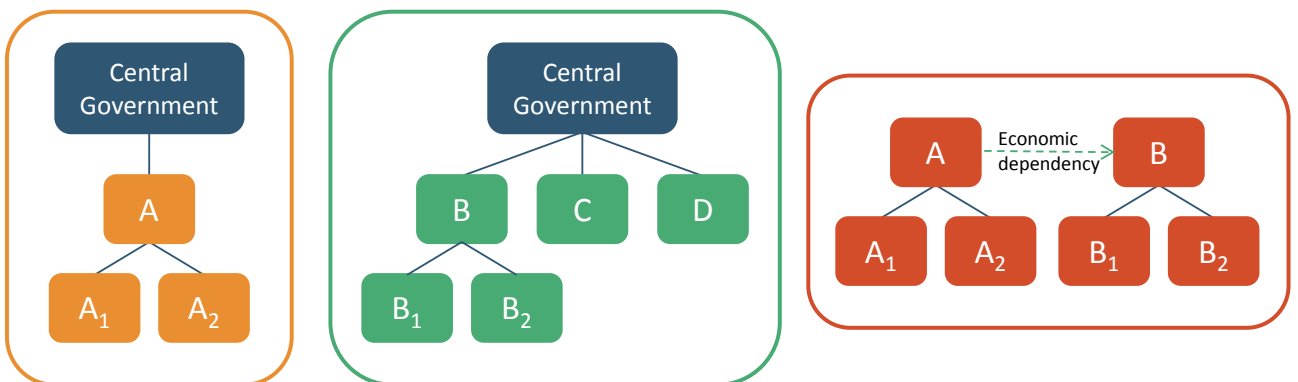 Central
Government
A
A₁
A₂
Central
Government
B
C
D
B₁
B₂
A
Economic
dependency
B
A₁
A₂
B₁
B₂